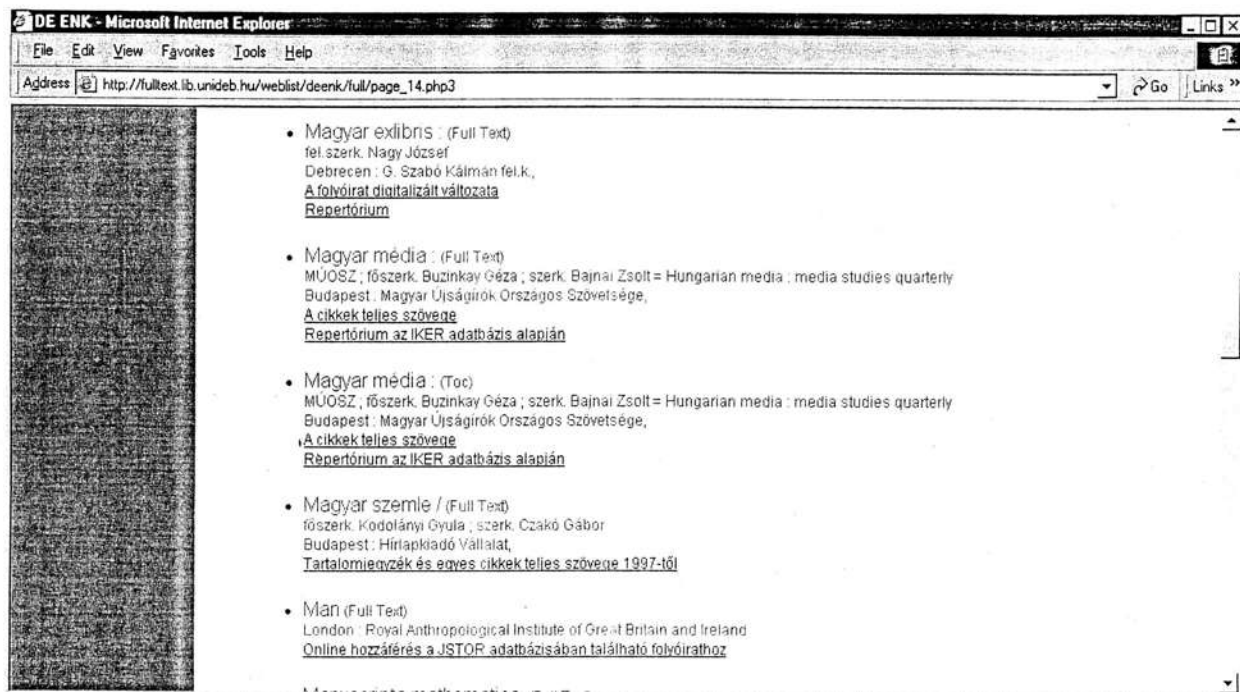 DE ENK - Microsoft Internet Explorer
File Edit View Favorites Tools Help
Address http://fulltext.lib.unideb.hu/weblist/deenk/full/page_14.php3 Go Links »
• Magyar exlibris : (Full Text)
fel.szerk. Nagy József
Debrecen : G. Szabó Kálmán fel.k.,
A folyóirat digitalizált változata
Repertórium
• Magyar média : (Full Text)
MÚOSZ ; főszerk. Buzinkay Géza ; szerk. Bajnai Zsolt = Hungarian media : media studies quarterly
Budapest : Magyar Újságírók Országos Szövetsége,
A cikkek teljes szövege
Repertórium az IKER adatbázis alapján
• Magyar média : (Toc)
MÚOSZ ; főszerk. Buzinkay Géza ; szerk. Bajnai Zsolt = Hungarian media : media studies quarterly
Budapest : Magyar Újságírók Országos Szövetsége,
A cikkek teljes szövege
Repertórium az IKER adatbázis alapján
• Magyar szemle / (Full Text)
főszerk. Kodolányi Gyula ; szerk. Czakó Gábor
Budapest : Hírlapkiadó Vállalat,
Tartalomjegyzék és egyes cikkek teljes szövege 1997-től
• Man (Full Text)
London : Royal Anthropological Institute of Great Britain and Ireland
Online hozzáférés a JSTOR adatbázisában található folyóirathoz